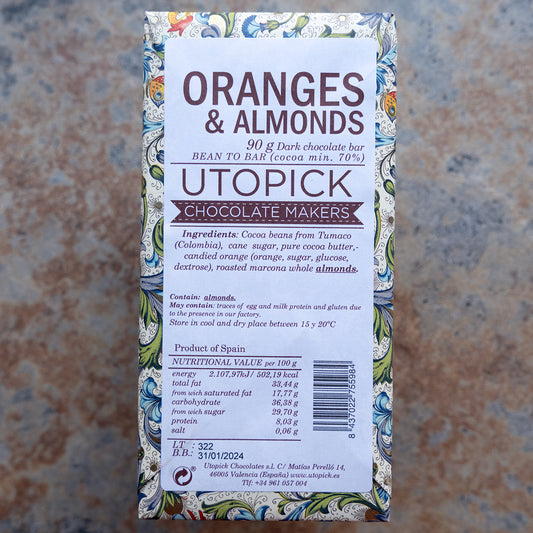 ORANGES
& ALMONDS
90 g Dark chocolate bar
BEAN TO BAR (cocoa min. 70%)
UTOPICK
CHOCOLATE MAKERS
Ingredients: Cocoa beans from Tumaco
(Colombia), cane sugar, pure cocoa butter,-
candied orange (orange, sugar, glucose,
dextrose), roasted marcona whole almonds.
Contain: almonds.
May contain: traces of egg and milk protein and gluten due
to the presence in our factory.
Store in cool and dry place between 15 y 20ºC
Product of Spain
NUTRITIONAL VALUE per 100 g
energy 2.107,97kJ/ 502,19 kcal
total fat 33,44 g
from wich saturated fat 17,77 g
carbohydrate 36,38 g
from wich sugar 29,70 g
protein 8,03 g
salt 0,06 g
LT : 322
B.B.: 31/01/2024
Utopick Chocolates s.l. C/ Matías Perelló 14,
46005 Valencia (España) www.utopick.es
Tlf: +34 961 057 004
8 437022 755984